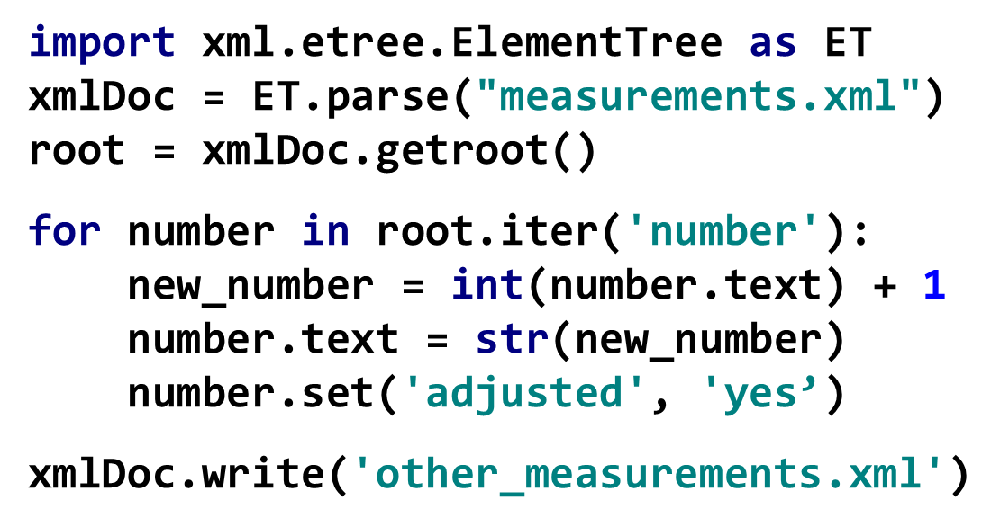 import xml.etree.ElementTree as ET
xmlDoc = ET.parse("measurements.xml")
root = xmlDoc.getroot()
for number in root.iter('number'):
    new_number = int(number.text) + 1
    number.text = str(new_number)
    number.set('adjusted', 'yes’)
xmlDoc.write('other_measurements.xml')